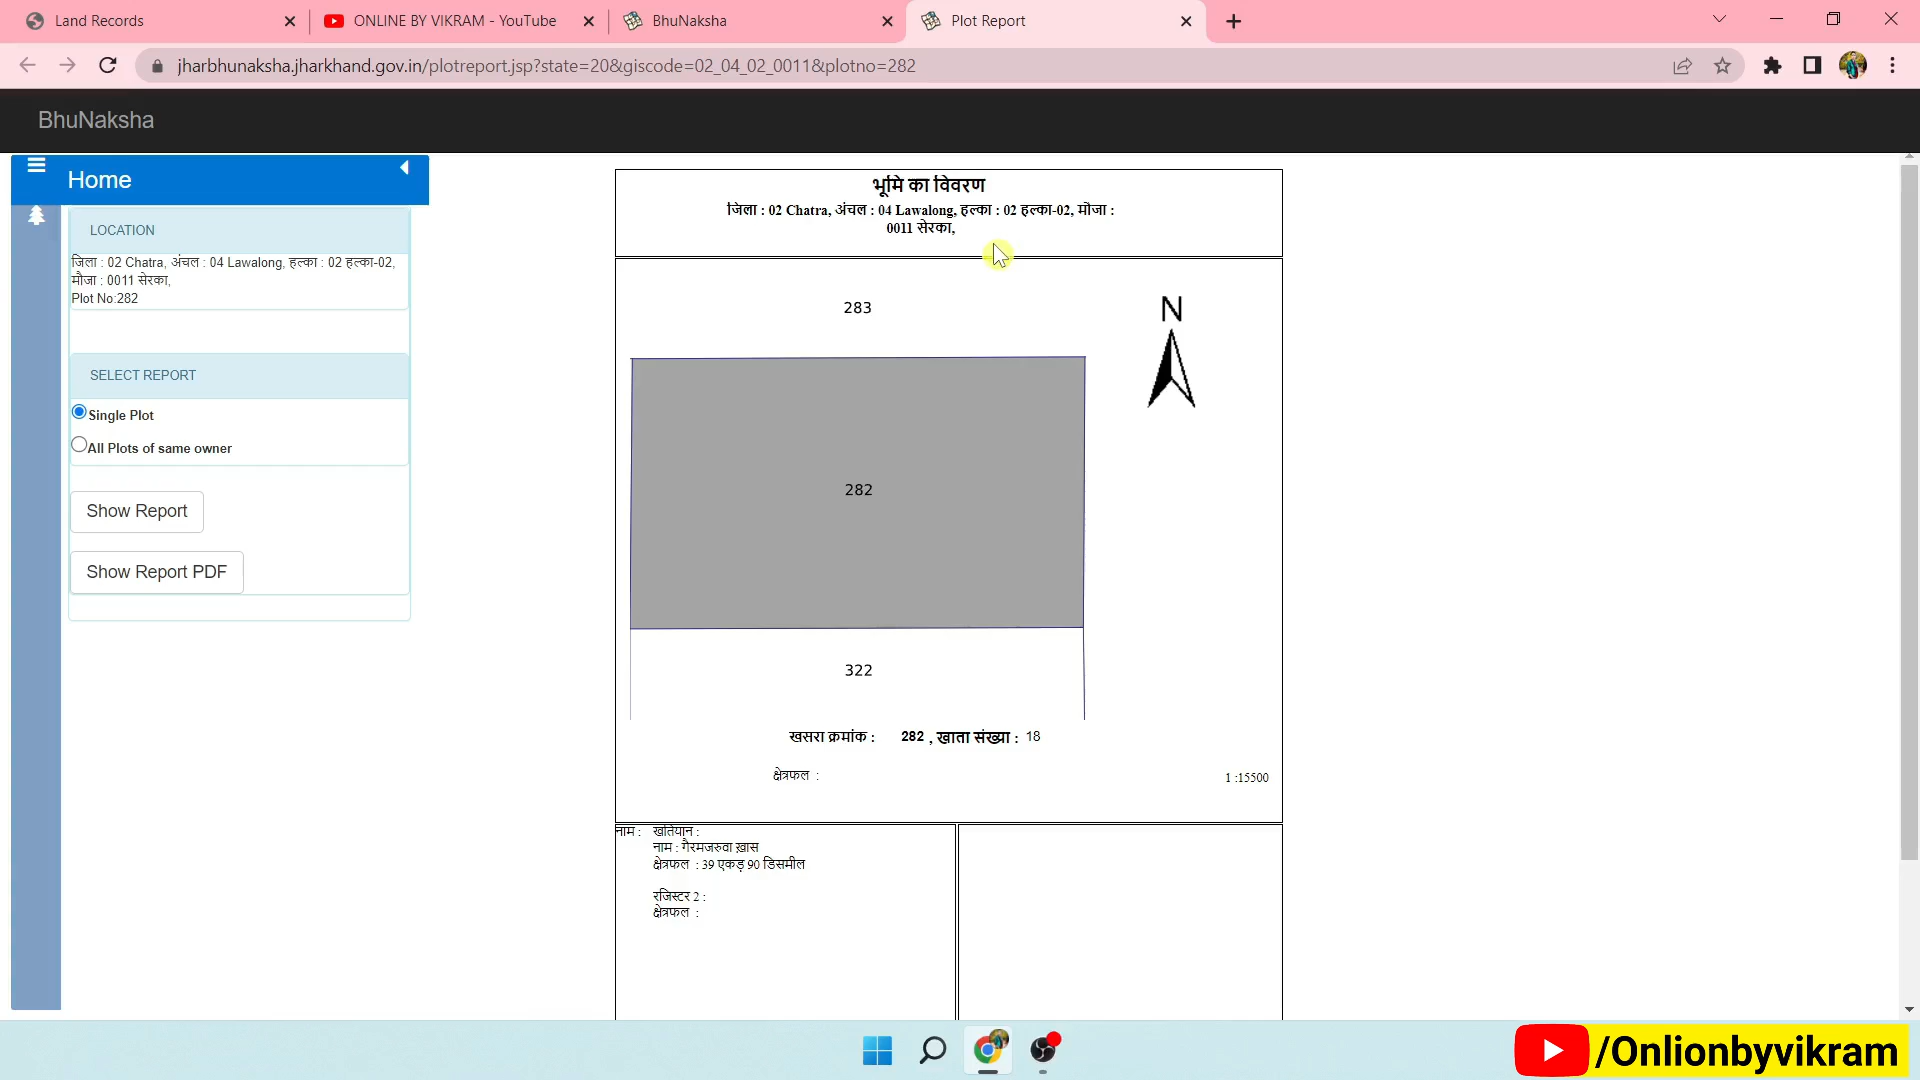 Land Records
ONLINE BY VIKRAM - YouTube
BhuNaksha
Plot Report
jharbhunaksha.jharkhand.gov.in/plotreport.jsp?state=20&giscode=02_04_02_0011&plotno=282
BhuNaksha
Home
LOCATION
जिला : 02 Chatra, अंचल : 04 Lawalong, हल्का : 02 हल्का-02,
मौजा : 0011 सेरका,
Plot No:282
SELECT REPORT
Single Plot
All Plots of same owner
Show Report
Show Report PDF
भूमि का विवरण
जिला : 02 Chatra, अंचल : 04 Lawalong, हल्का : 02 हल्का-02, मौजा :
0011 सेरका,
283
N
282
322
खसरा क्रमांक : 282 , खाता संख्या : 18
क्षेत्रफल :
1 :15500
नाम : खतियान :
नाम : गैरमजरुवा ख़ास
क्षेत्रफल : 39 एकड़ 90 डिसमील
रजिस्टर 2 :
क्षेत्रफल :
/Onlionbyvikram